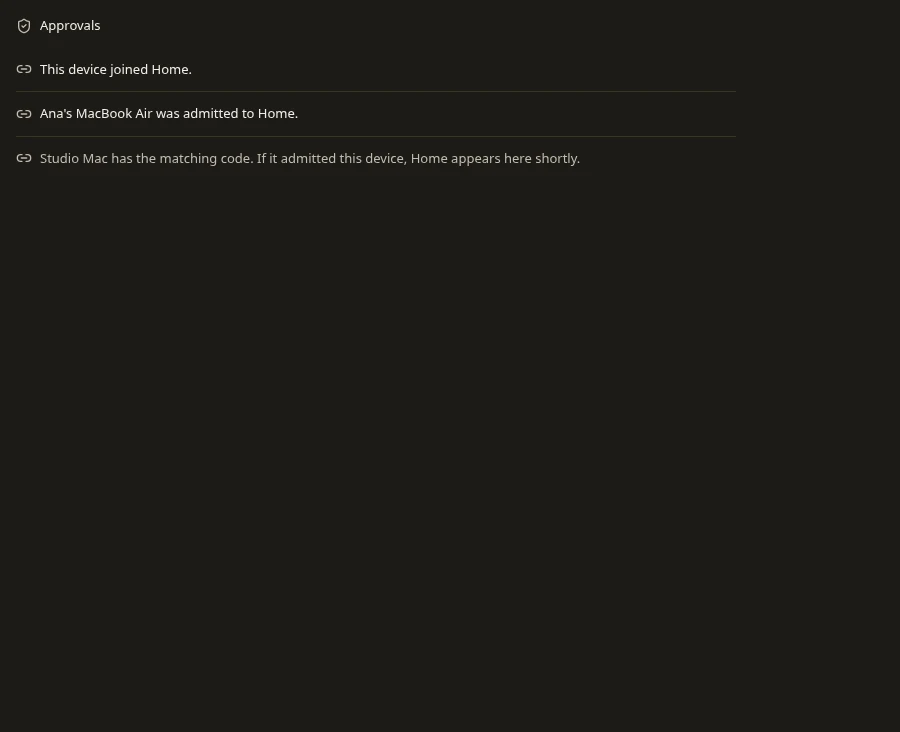 Approvals
This device joined Home.
Ana's MacBook Air was admitted to Home.
Studio Mac has the matching code. If it admitted this device, Home appears here shortly.